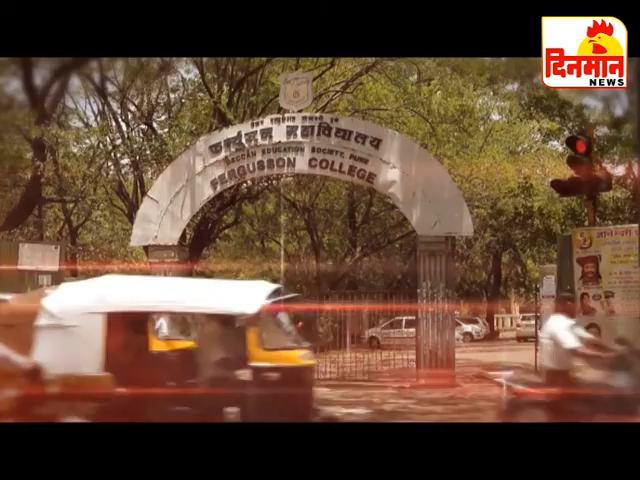 दिनमान
NEWS
फर्ग्युसन महाविद्यालय
DECCAN EDUCATION SOCIETY, PUNE
FERGUSSON COLLEGE